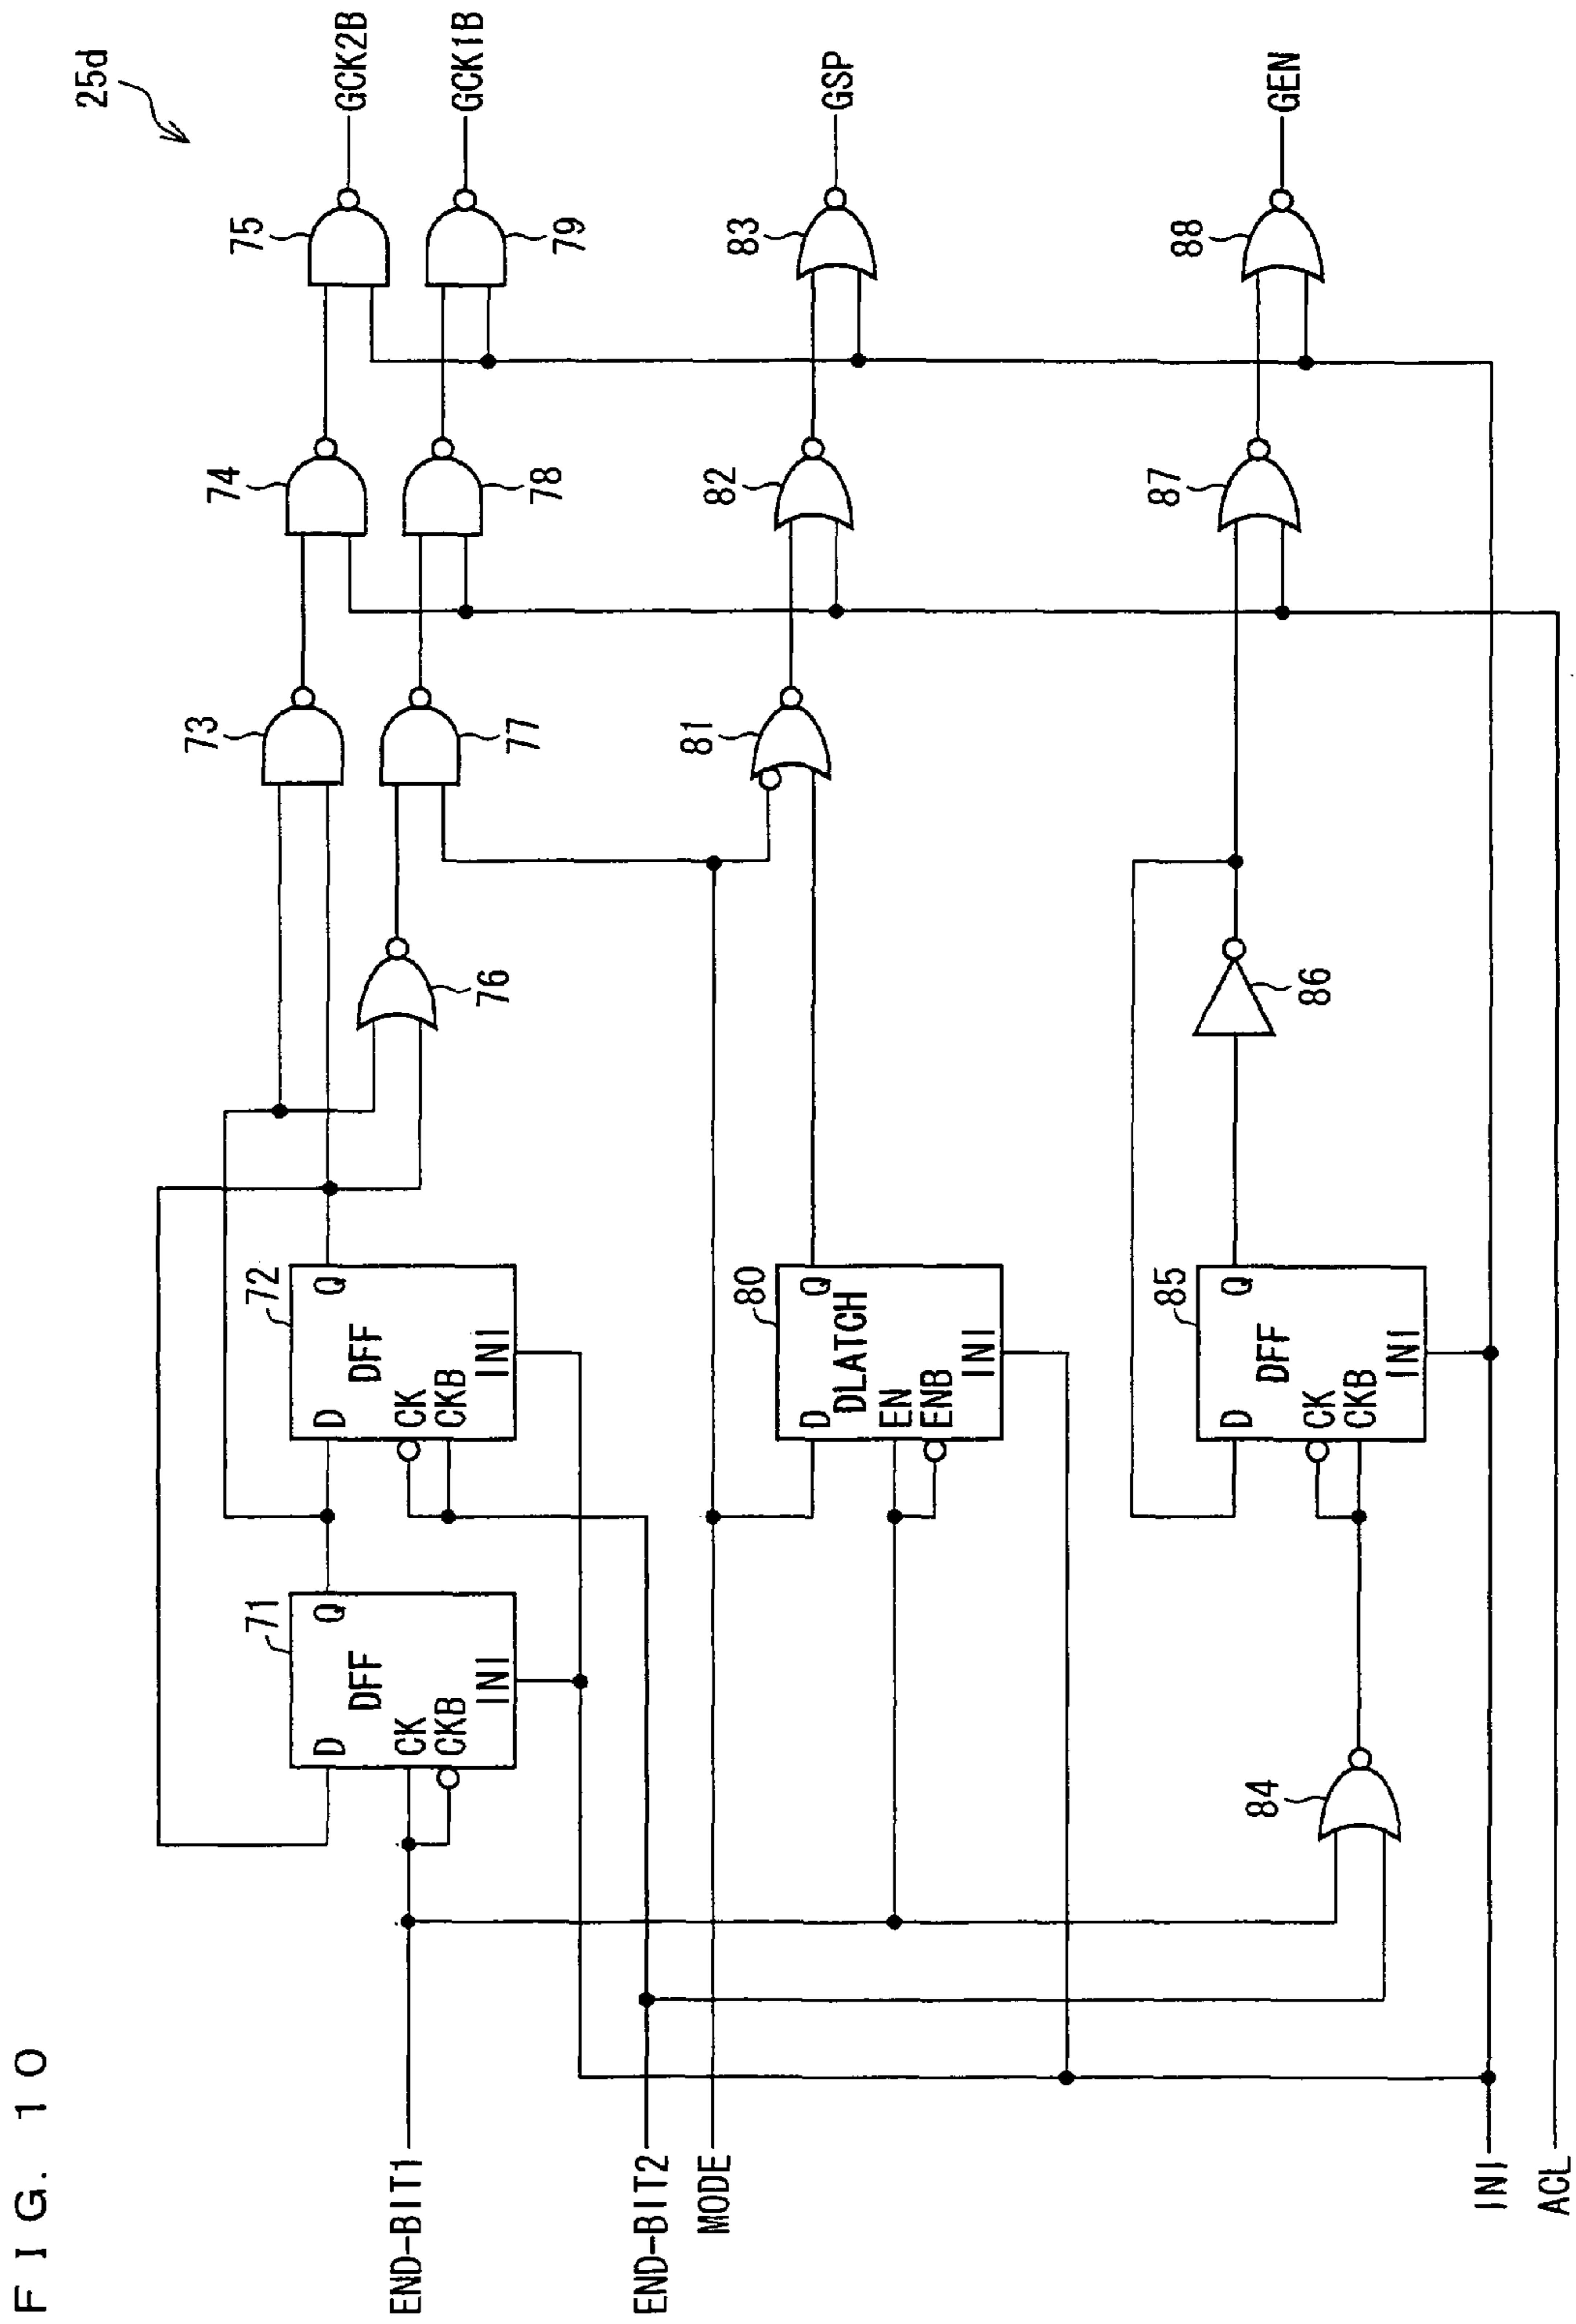 FIG. 10
25d
END-BIT1
END-BIT2
MODE
INI
ACL
71
D
Q
DFF
CK
CKB
INI
72
D
Q
DFF
CK
CKB
INI
73
74
75
GCK2B
76
77
78
79
GCK1B
80
D
Q
DLATCH
EN
ENB
INI
81
82
83
GSP
84
85
D
Q
DFF
CK
CKB
INI
86
87
88
GEN